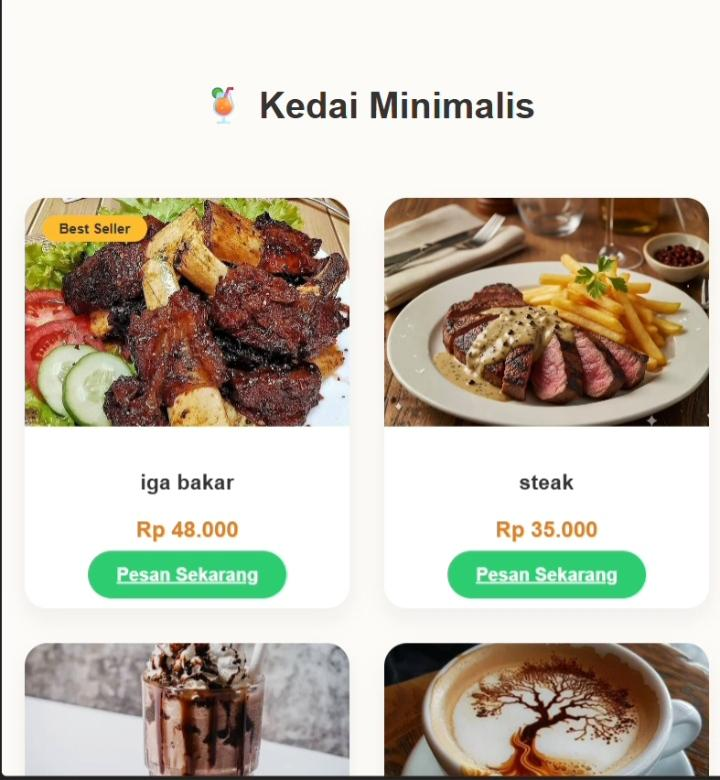 Kedai Minimalis
Best Seller
iga bakar
Rp 48.000
Pesan Sekarang
steak
Rp 35.000
Pesan Sekarang